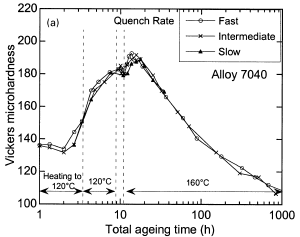 (a)
Quench Rate
Fast
Intermediate
Slow
Alloy 7040
220
200
180
160
140
120
100
Vickers microhardness
Heating to
120°C
120°C
160°C
1
10
100
1000
Total ageing time (h)